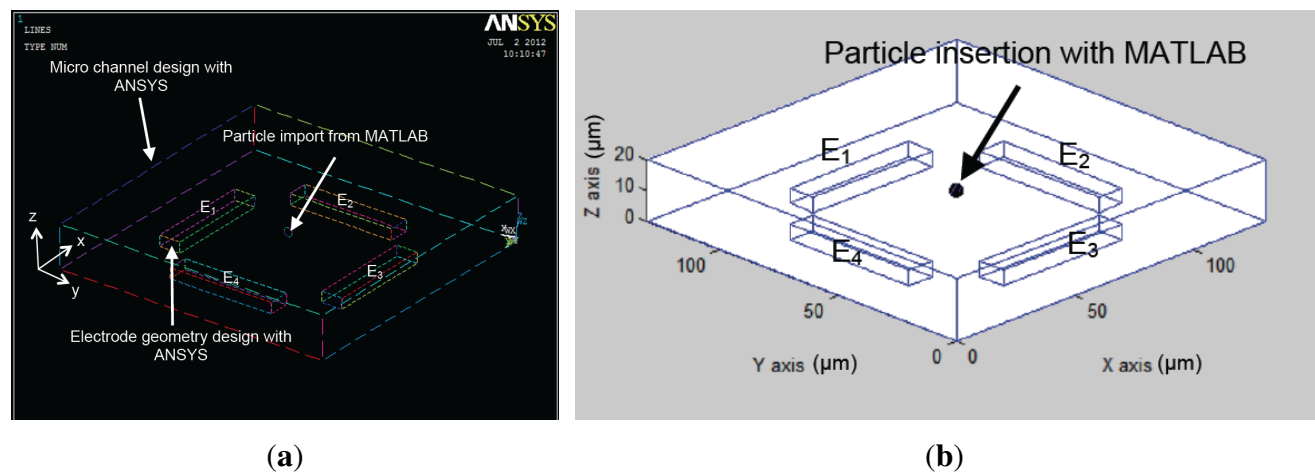 1
LINES
TYPE NUM
ANSYS
JUL 2 2012
10:10:47
Micro channel design with
ANSYS
Particle import from MATLAB
E1
E2
E3
E4
z
x
y
Electrode geometry design with
ANSYS
(a)
Particle insertion with MATLAB
E1
E2
E3
E4
Z axis (µm)
20
10
0
100
50
0
Y axis (µm)
0
50
100
X axis (µm)
(b)